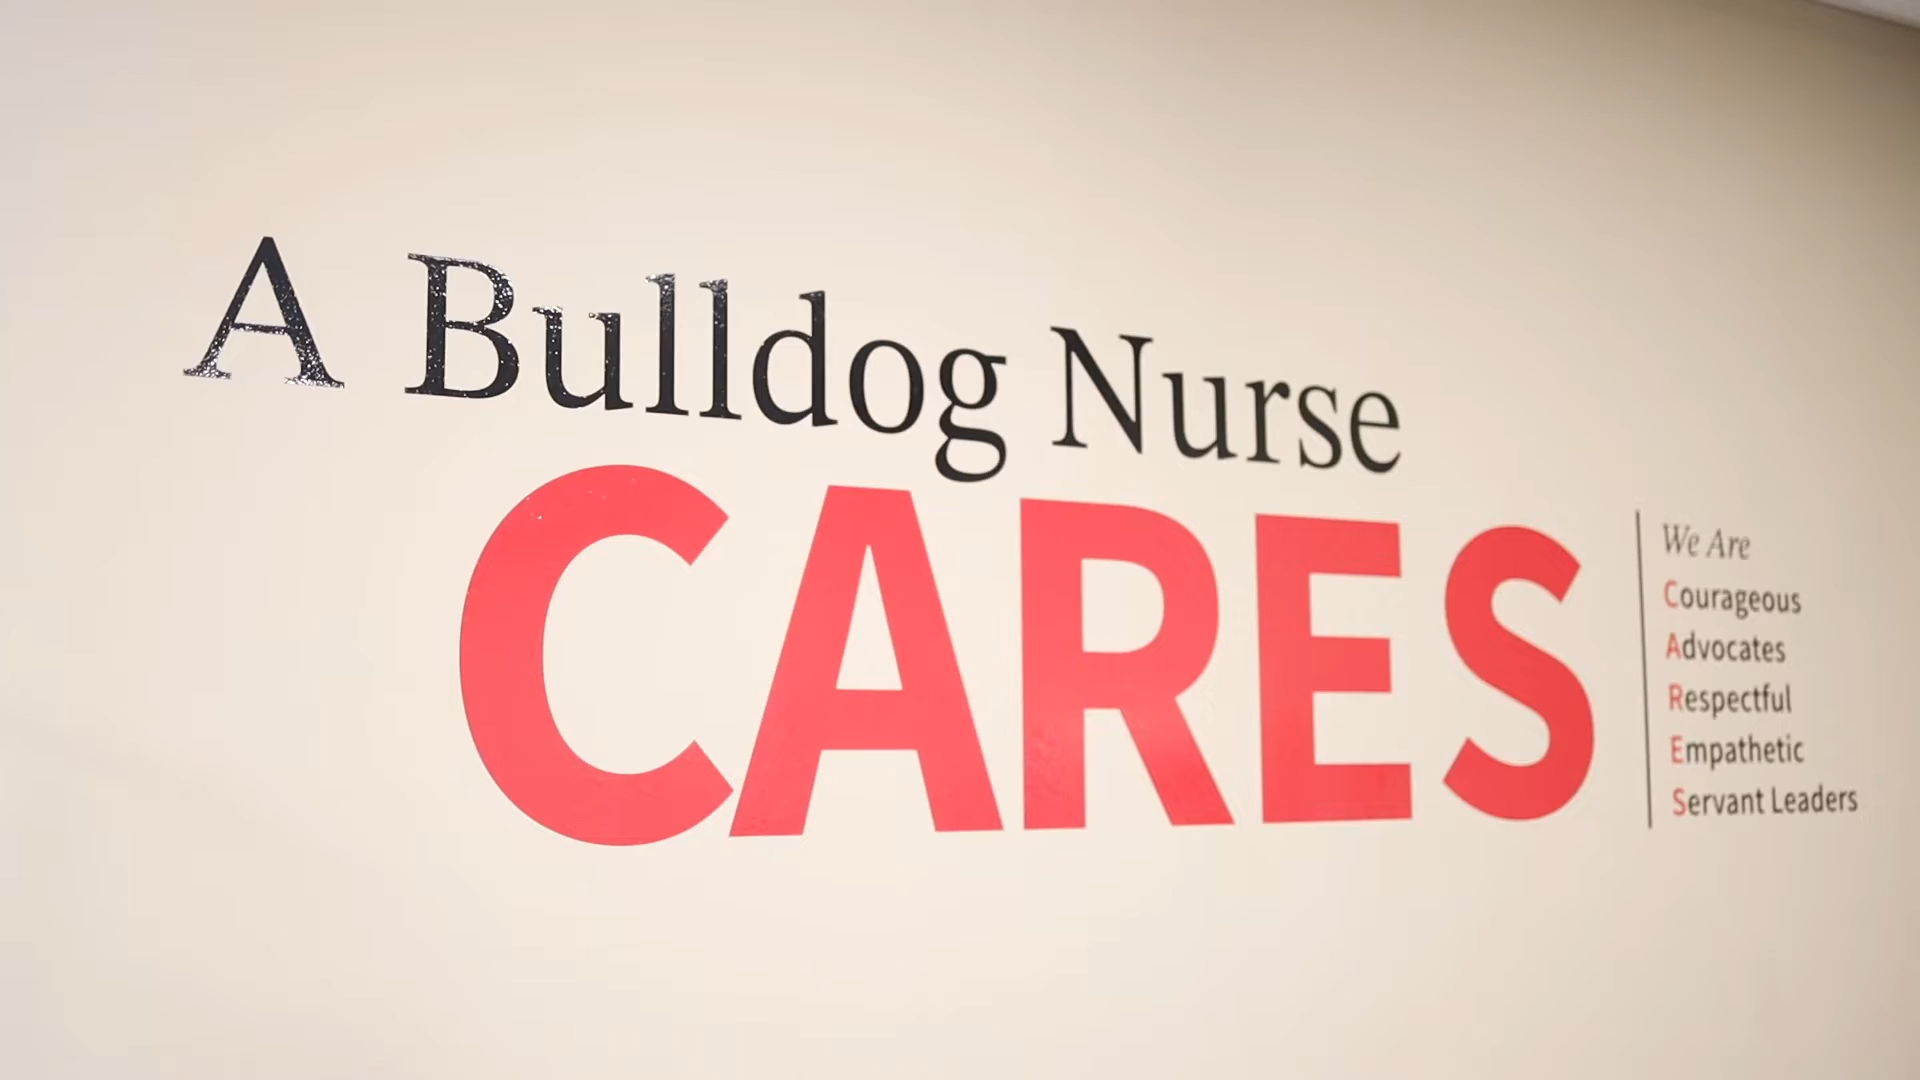 A Bulldog Nurse
CARES
We Are
Courageous
Advocates
Respectful
Empathetic
Servant Leaders